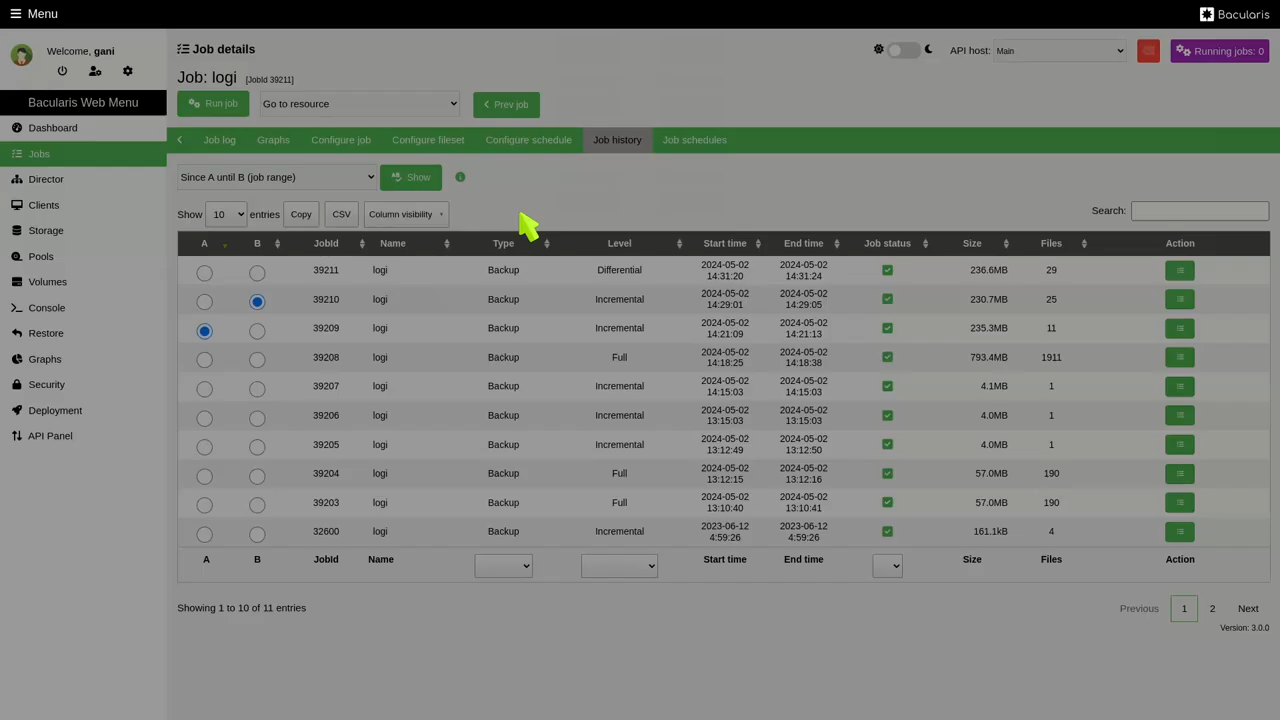 Menu
Bacularis
Welcome, gani
Bacularis Web Menu
Dashboard
Jobs
Director
Clients
Storage
Pools
Volumes
Console
Restore
Graphs
Security
Deployment
API Panel
Job details
API host: Main
Running jobs: 0
Job: logi [JobId 39211]
Run job Go to resource Prev job
Job log Graphs Configure job Configure fileset Configure schedule Job history Job schedules
Since A until B (job range) Show
Show 10 entries Copy CSV Column visibility Search:
A B JobId Name Type Level Start time End time Job status Size Files Action
39211 logi Backup Differential 2024-05-02 14:31:20 2024-05-02 14:31:24 236.6MB 29
39210 logi Backup Incremental 2024-05-02 14:29:01 2024-05-02 14:29:05 230.7MB 25
39209 logi Backup Incremental 2024-05-02 14:21:09 2024-05-02 14:21:13 235.3MB 11
39208 logi Backup Full 2024-05-02 14:18:25 2024-05-02 14:18:38 793.4MB 1911
39207 logi Backup Incremental 2024-05-02 14:15:03 2024-05-02 14:15:03 4.1MB 1
39206 logi Backup Incremental 2024-05-02 13:15:03 2024-05-02 13:15:03 4.0MB 1
39205 logi Backup Incremental 2024-05-02 13:12:49 2024-05-02 13:12:50 4.0MB 1
39204 logi Backup Full 2024-05-02 13:12:15 2024-05-02 13:12:16 57.0MB 190
39203 logi Backup Full 2024-05-02 13:10:40 2024-05-02 13:10:41 57.0MB 190
32600 logi Backup Incremental 2023-06-12 4:59:26 2023-06-12 4:59:26 161.1kB 4
A B JobId Name Start time End time Size Files Action
Showing 1 to 10 of 11 entries
Previous 1 2 Next
Version: 3.0.0